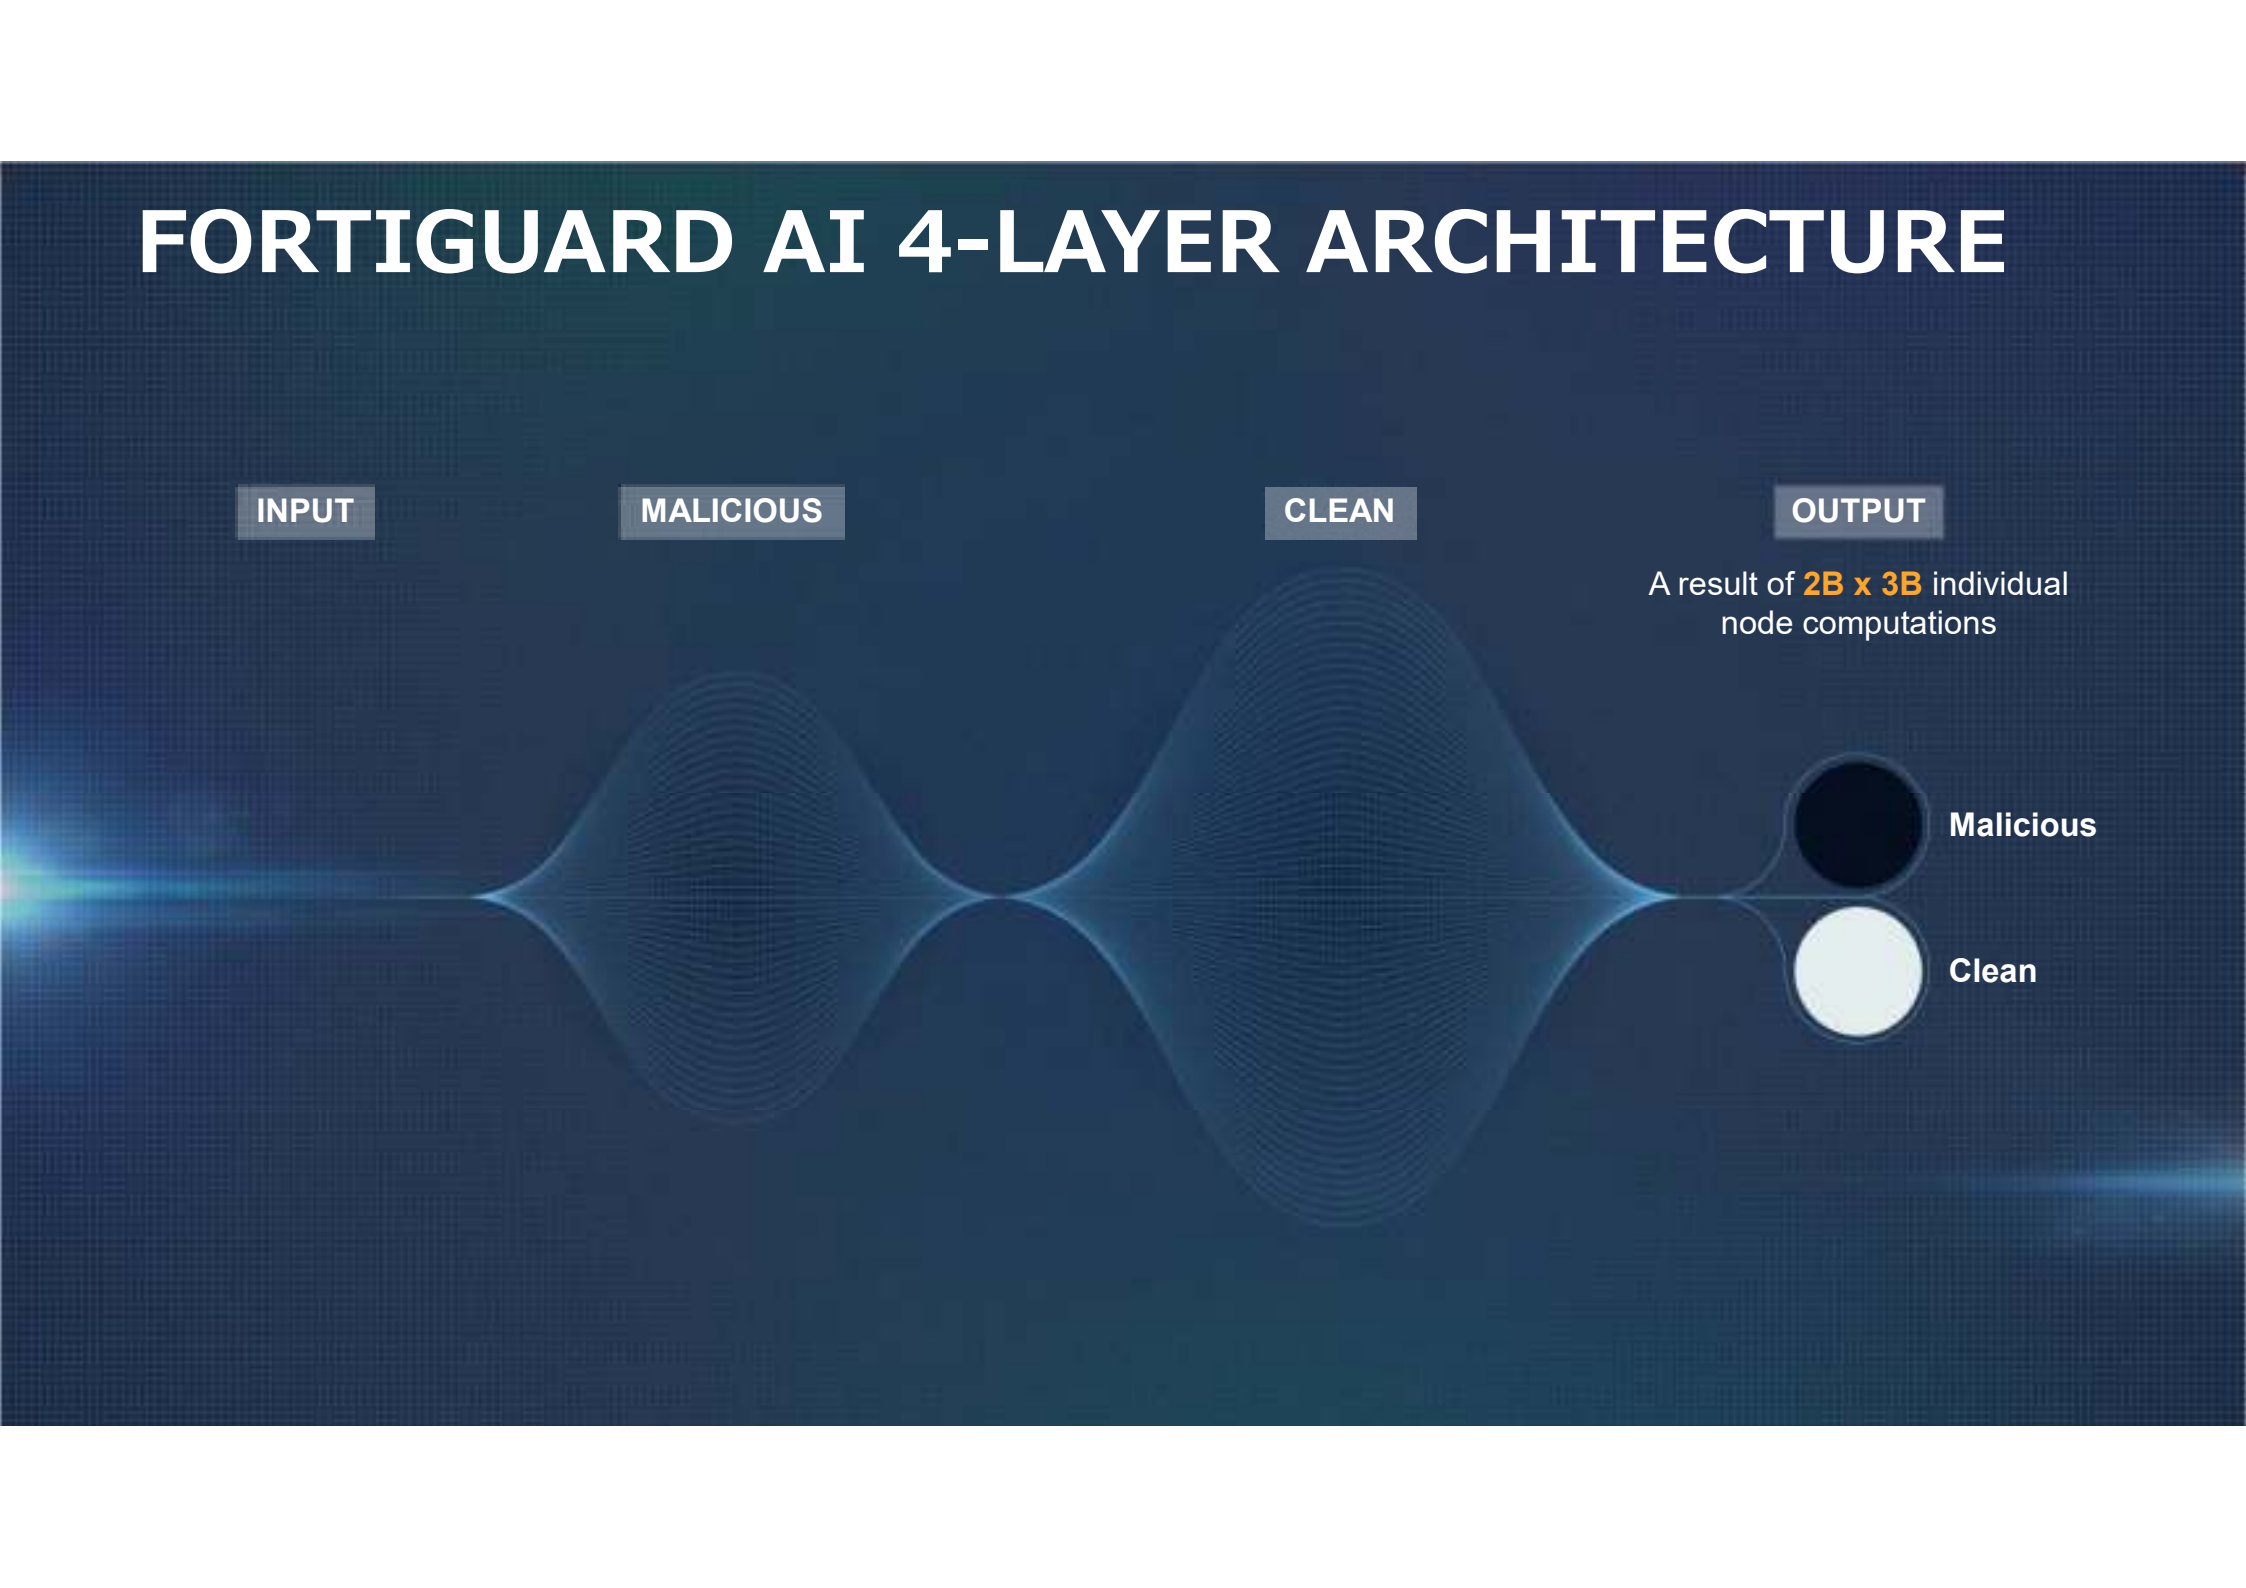 FORTIGUARD AI 4-LAYER ARCHITECTURE
INPUT
MALICIOUS
CLEAN
OUTPUT
A result of 2B x 3B individual
node computations
Malicious
Clean